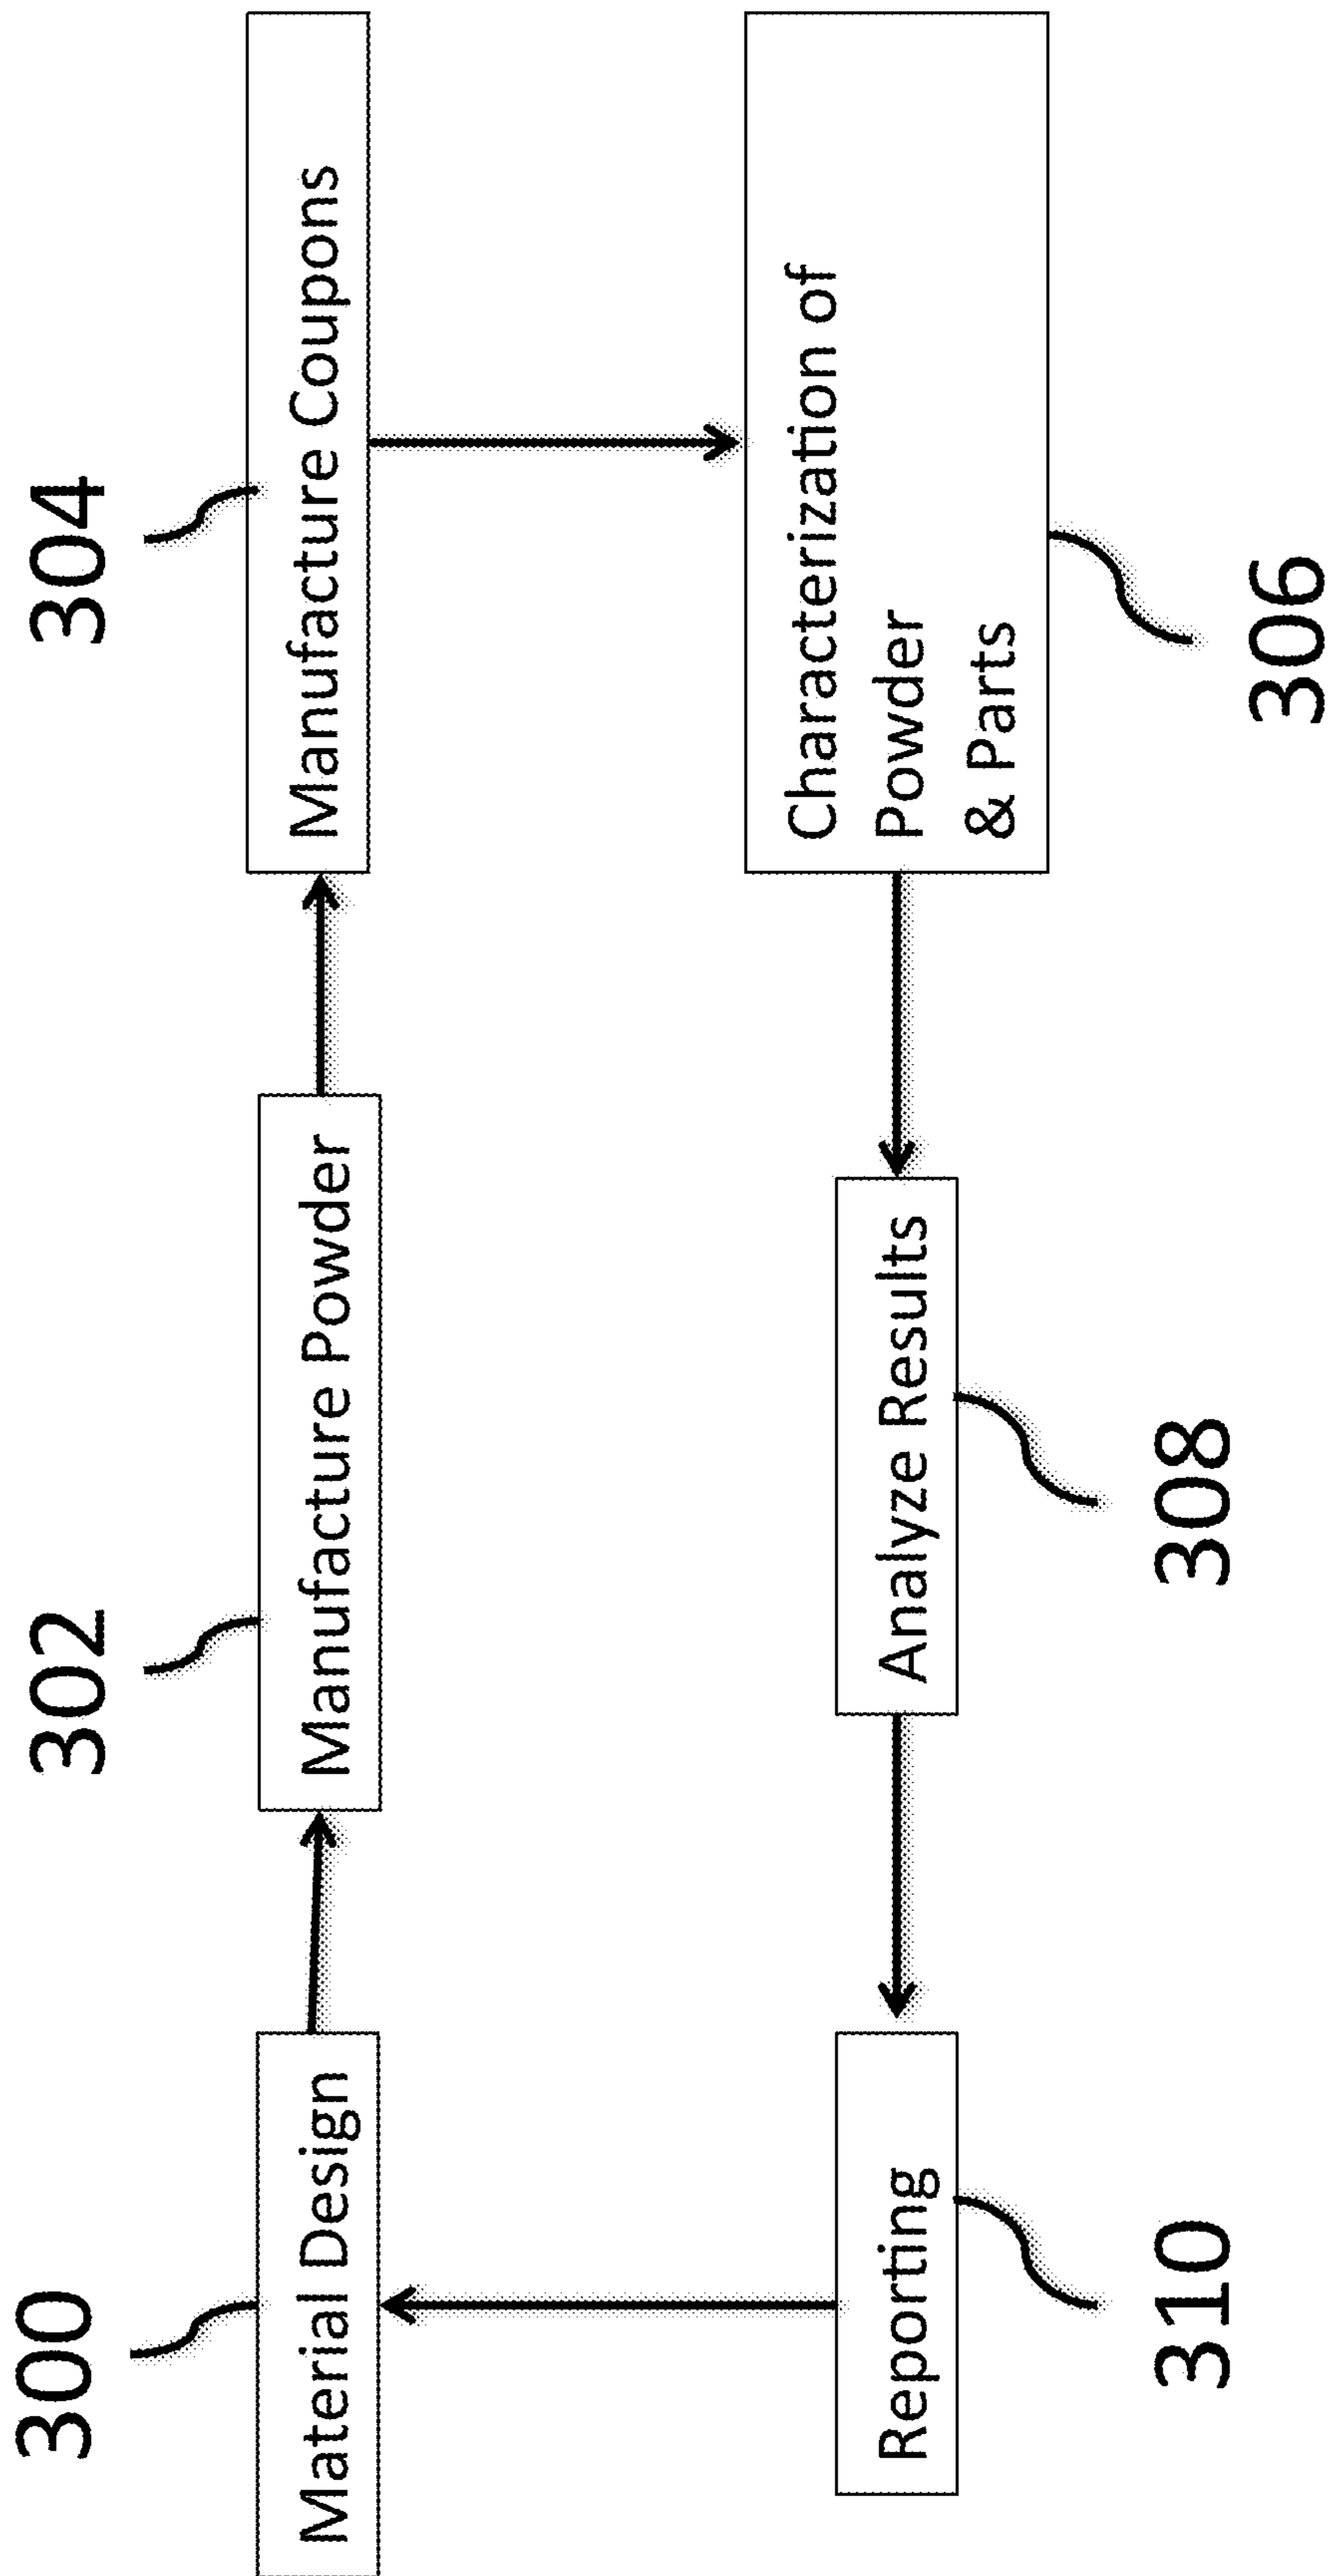 300
302
304
Material Design
Manufacture Powder
Manufacture Coupons
Reporting
Analyze Results
Characterization of
Powder
& Parts
310
308
306